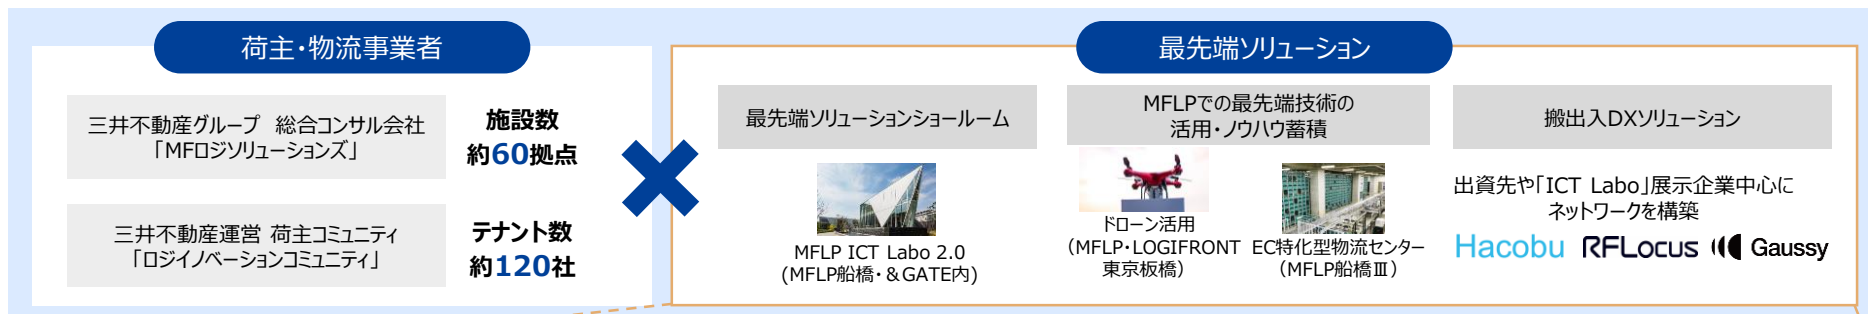 荷主・物流事業者
三井不動産グループ 総合コンサル会社
「MFロジソリューションズ」
施設数
約60拠点
三井不動産運営 荷主コミュニティ
「ロジイノベーションコミュニティ」
テナント数
約120社
最先端ソリューション
最先端ソリューションショールーム
MFLP ICT Labo 2.0
(MFLP船橋・&GATE内)
MFLPでの最先端技術の
活用・ノウハウ蓄積
ドローン活用
（MFLP・LOGIFRONT
東京板橋）
EC特化型物流センター
（MFLP船橋Ⅲ）
搬出入DXソリューション
出資先や「ICT Labo」展示企業中心に
ネットワークを構築
Hacobu
RFLocus
Gaussy